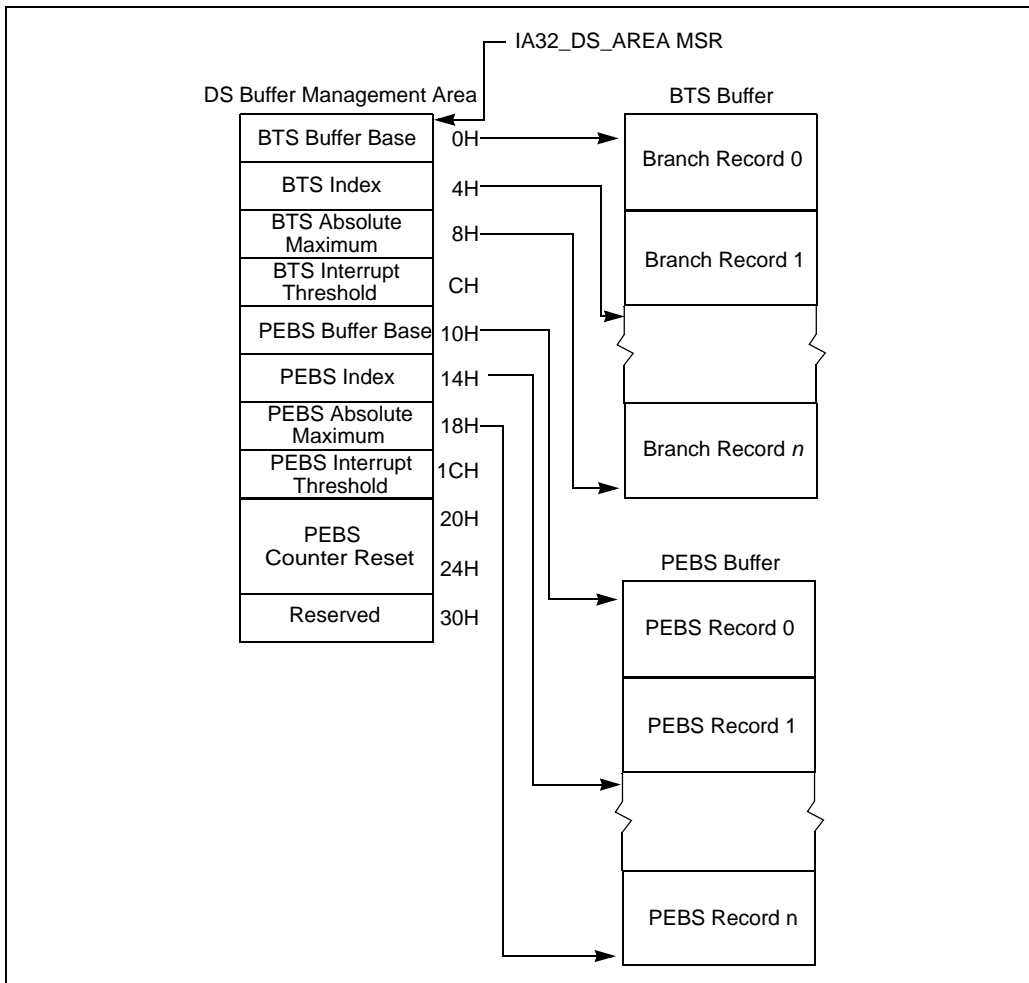 IA32_DS_AREA MSR
DS Buffer Management Area
BTS Buffer Base
0H
BTS Index
4H
BTS Absolute
Maximum
8H
BTS Interrupt
Threshold
CH
PEBS Buffer Base
10H
PEBS Index
14H
PEBS Absolute
Maximum
18H
PEBS Interrupt
Threshold
1CH
20H
PEBS
Counter Reset
24H
Reserved
30H
BTS Buffer
Branch Record 0
Branch Record 1
Branch Record n
PEBS Buffer
PEBS Record 0
PEBS Record 1
PEBS Record n